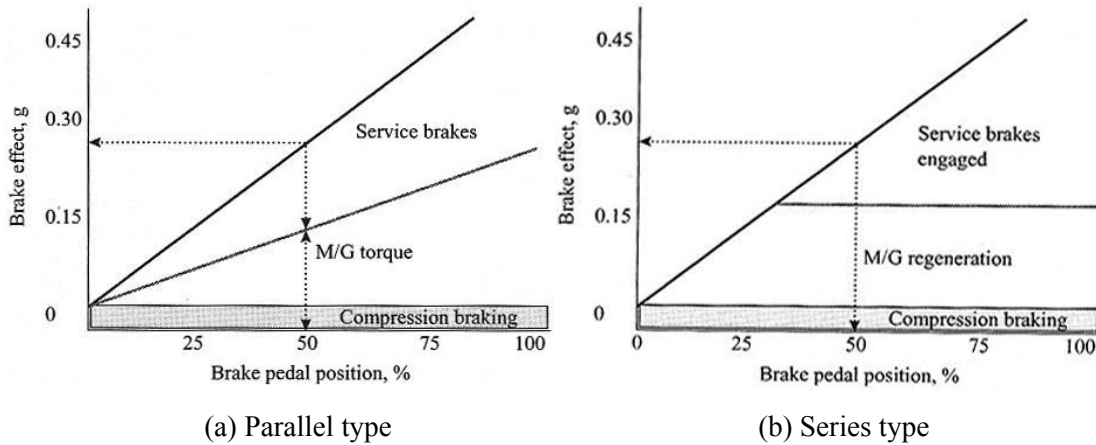 0.45
0.30
0.15
0
Brake effect, g
Service brakes
M/G torque
Compression braking
25 50 75 100
Brake pedal position, %
(a) Parallel type
0.45
0.30
0.15
0
Brake effect, g
Service brakes
engaged
M/G regeneration
Compression braking
0 25 50 75 100
Brake pedal position, %
(b) Series type